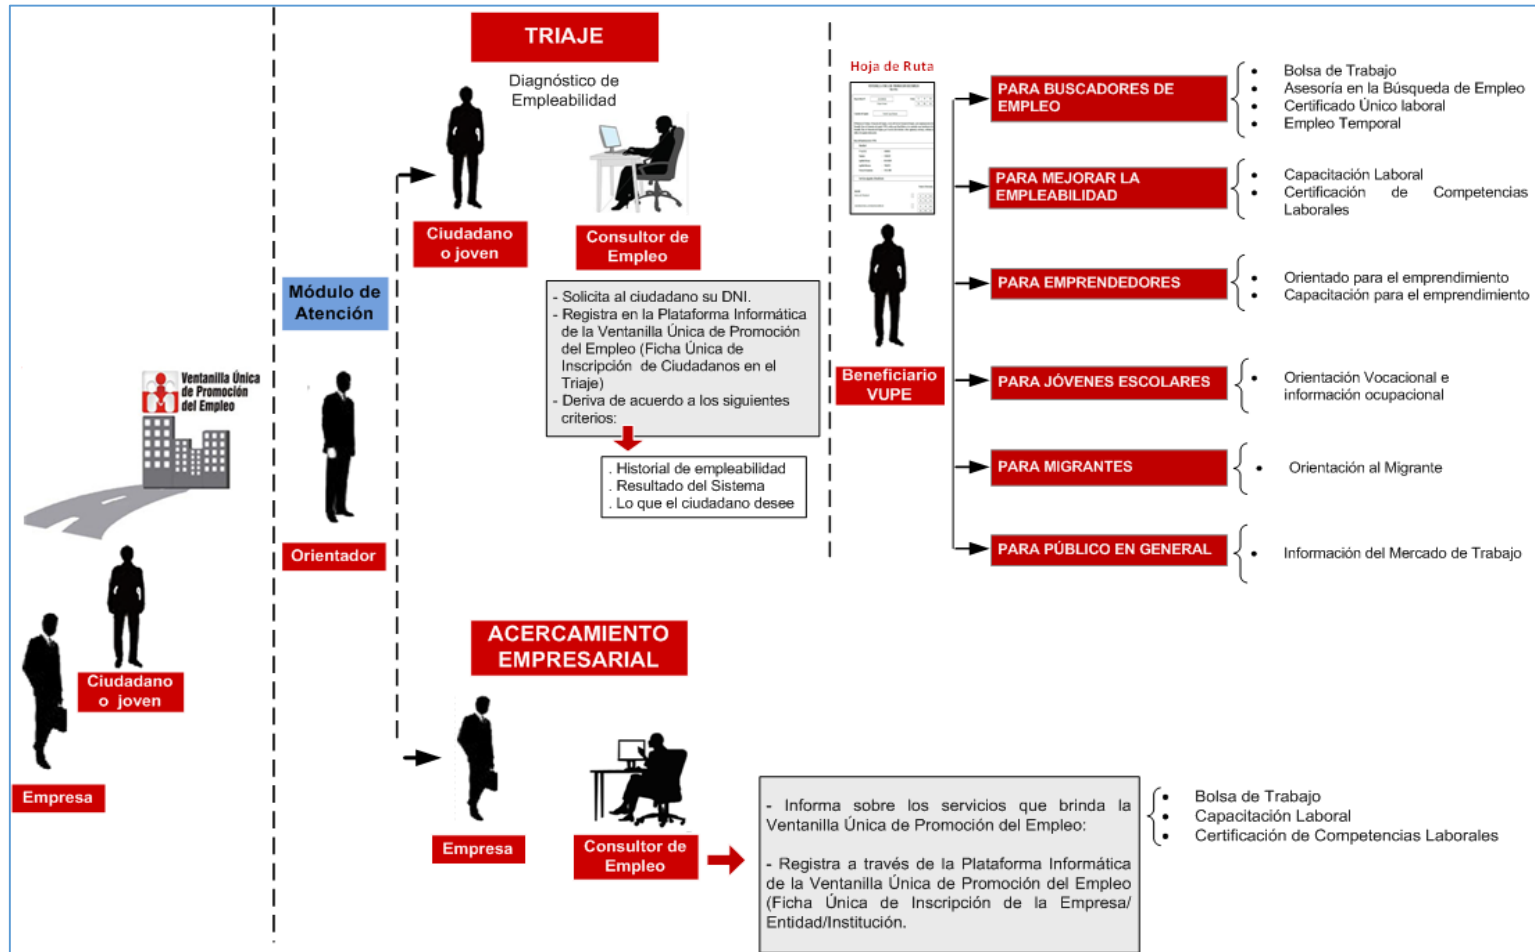 Ventanilla Única
de Promoción
del Empleo
Ciudadano
o joven
Empresa
Módulo de
Atención
Orientador
TRIAJE
Diagnóstico de
Empleabilidad
Ciudadano
o joven
Consultor de
Empleo
- Solicita al ciudadano su DNI.
- Registra en la Plataforma Informática
de la Ventanilla Única de Promoción
del Empleo (Ficha Única de
Inscripción de Ciudadanos en el
Triaje)
- Deriva de acuerdo a los siguientes
criterios:
. Historial de empleabilidad
. Resultado del Sistema
. Lo que el ciudadano desee
Hoja de Ruta
Beneficiario
VUPE
PARA BUSCADORES DE
EMPLEO
• Bolsa de Trabajo
• Asesoría en la Búsqueda de Empleo
• Certificado Único laboral
• Empleo Temporal
PARA MEJORAR LA
EMPLEABILIDAD
• Capacitación Laboral
• Certificación de Competencias
Laborales
PARA EMPRENDEDORES
• Orientado para el emprendimiento
• Capacitación para el emprendimiento
PARA JÓVENES ESCOLARES
• Orientación Vocacional e
información ocupacional
PARA MIGRANTES
• Orientación al Migrante
PARA PÚBLICO EN GENERAL
• Información del Mercado de Trabajo
ACERCAMIENTO
EMPRESARIAL
Empresa
Consultor de
Empleo
- Informa sobre los servicios que brinda la
Ventanilla Única de Promoción del Empleo:
- Registra a través de la Plataforma Informática
de la Ventanilla Única de Promoción del Empleo
(Ficha Única de Inscripción de la Empresa/
Entidad/Institución.
• Bolsa de Trabajo
• Capacitación Laboral
• Certificación de Competencias Laborales